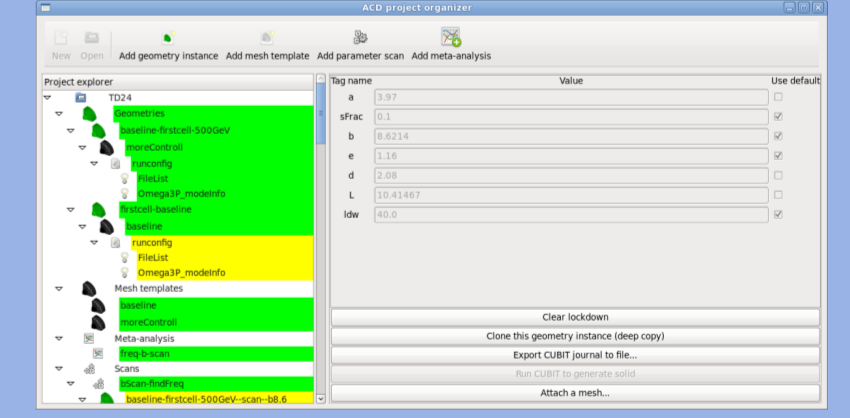 ACD project organizer
New Open Add geometry instance Add mesh template Add parameter scan Add meta-analysis
Project explorer
TD24
Geometries
baseline-firstcell-500GeV
moreControll
runconfig
FileList
Omega3P_modeInfo
firstcell-baseline
baseline
runconfig
FileList
Omega3P_modeInfo
Mesh templates
baseline
moreControll
Meta-analysis
freq-b-scan
Scans
bScan-findFreq
baseline-firstcell-500GeV--scan--b8.6
Tag name Value Use default
a 3.97
sFrac 0.1
b 8.6214
e 1.16
d 2.08
L 10.41467
ldw 40.0
Clear lockdown
Clone this geometry instance (deep copy)
Export CUBIT journal to file...
Run CUBIT to generate solid
Attach a mesh...